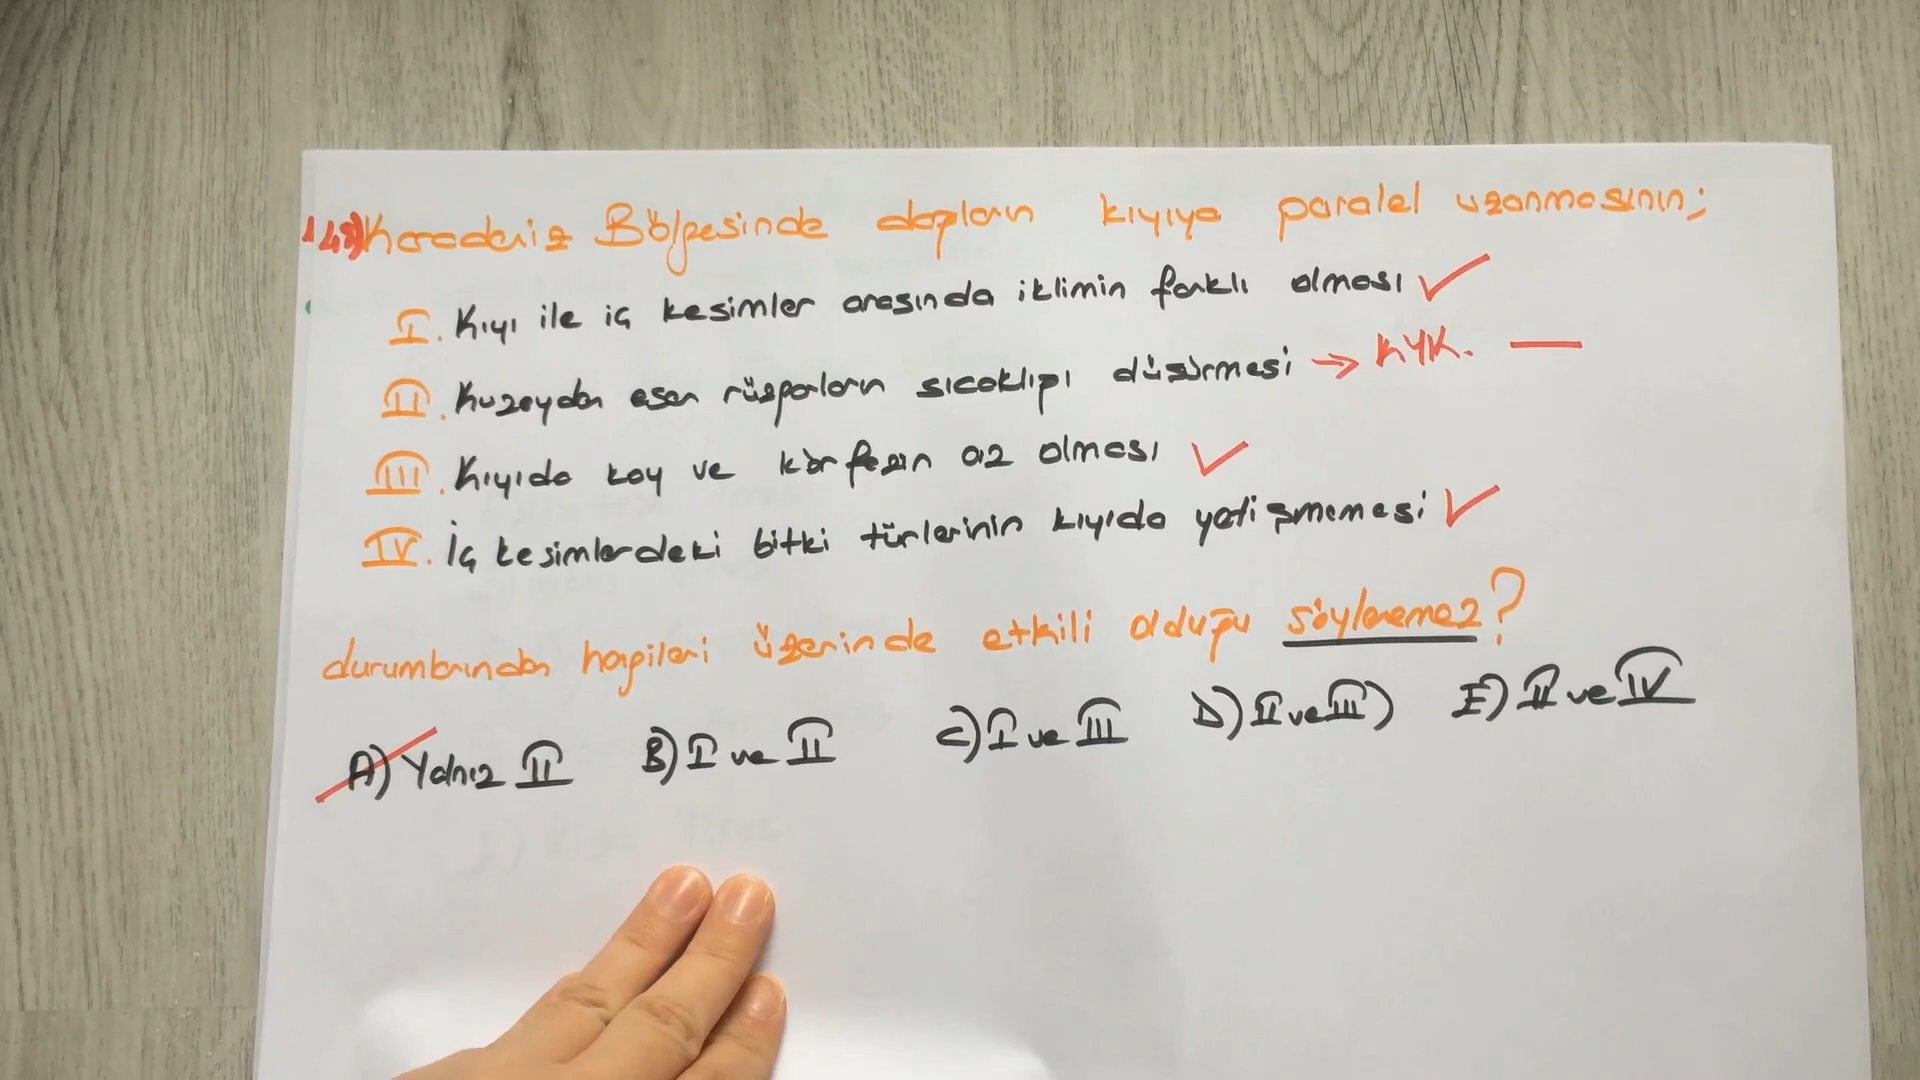 148) Karadeniz Bölgesinde dağların kıyıya paralel uzanmasının;
I. Kıyı ile iç kesimler arasında iklimin farklı olması ✓
II. Kuzeyden esen rüzgarların sıcaklığı düşürmesi → KYK. —
III. Kıyıda koy ve körfezin az olması ✓
IV. İç kesimlerdeki bitki türlerinin kıyıda yetişmemesi ✓
durumlarından hangileri üzerinde etkili olduğu söylenemez?
A) Yalnız II B) I ve II C) I ve III D) II ve III) E) II ve IV